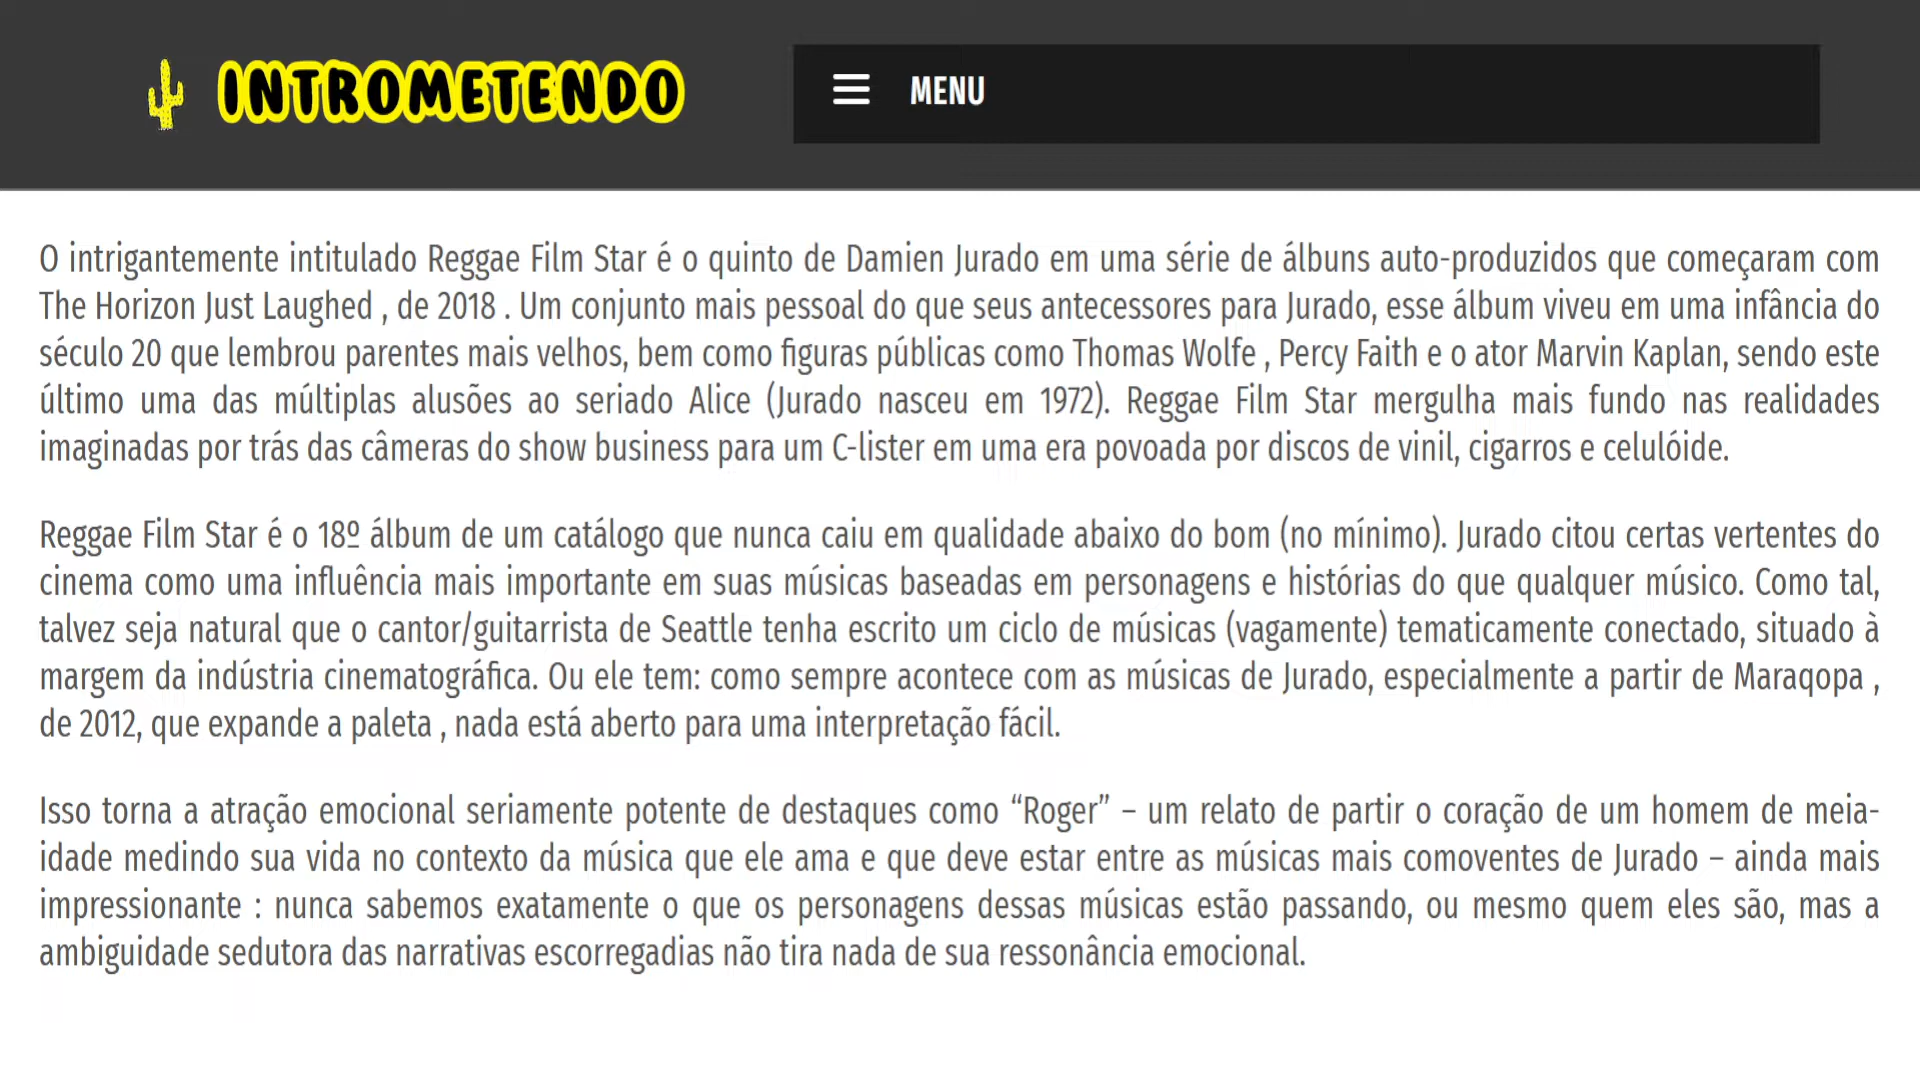 INTROMETENDO
MENU
O intrigantemente intitulado Reggae Film Star é o quinto de Damien Jurado em uma série de álbuns auto-produzidos que começaram com
The Horizon Just Laughed , de 2018 . Um conjunto mais pessoal do que seus antecessores para Jurado, esse álbum viveu em uma infância do
século 20 que lembrou parentes mais velhos, bem como figuras públicas como Thomas Wolfe , Percy Faith e o ator Marvin Kaplan, sendo este
último uma das múltiplas alusões ao seriado Alice (Jurado nasceu em 1972). Reggae Film Star mergulha mais fundo nas realidades
imaginadas por trás das câmeras do show business para um C-lister em uma era povoada por discos de vinil, cigarros e celulóide.
Reggae Film Star é o 18º álbum de um catálogo que nunca caiu em qualidade abaixo do bom (no mínimo). Jurado citou certas vertentes do
cinema como uma influência mais importante em suas músicas baseadas em personagens e histórias do que qualquer músico. Como tal,
talvez seja natural que o cantor/guitarrista de Seattle tenha escrito um ciclo de músicas (vagamente) tematicamente conectado, situado à
margem da indústria cinematográfica. Ou ele tem: como sempre acontece com as músicas de Jurado, especialmente a partir de Maraqopa ,
de 2012, que expande a paleta , nada está aberto para uma interpretação fácil.
Isso torna a atração emocional seriamente potente de destaques como “Roger” – um relato de partir o coração de um homem de meia-
idade medindo sua vida no contexto da música que ele ama e que deve estar entre as músicas mais comoventes de Jurado – ainda mais
impressionante : nunca sabemos exatamente o que os personagens dessas músicas estão passando, ou mesmo quem eles são, mas a
ambiguidade sedutora das narrativas escorregadias não tira nada de sua ressonância emocional.